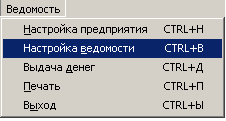 Ведомость
Настройка предприятия CTRL+Н
Настройка ведомости CTRL+В
Выдача денег CTRL+Д
Печать CTRL+П
Выход CTRL+Ы